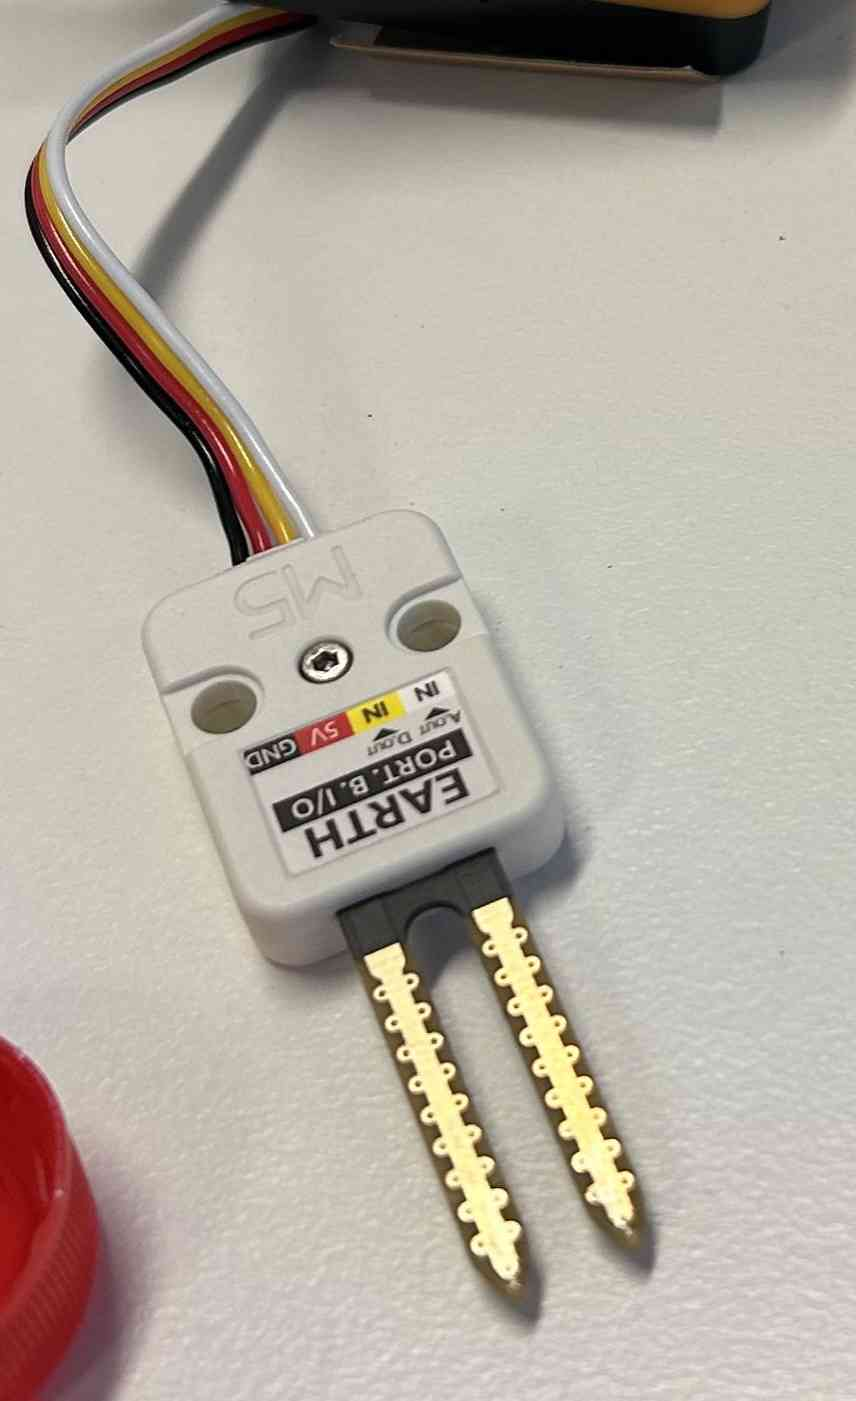 M5
EARTH
PORT. B. I/O
A.OUT D.OUT
IN IN 5V GND